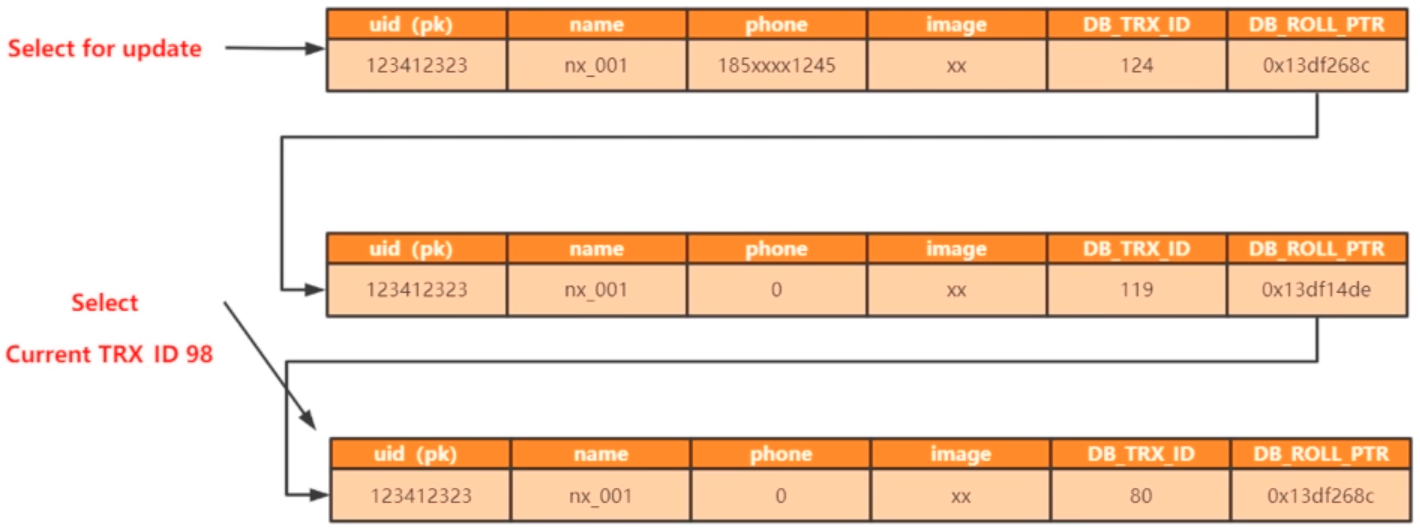 uid (pk) name phone image DB_TRX_ID DB_ROLL_PTR
Select for update
123412323 nx_001 185xxxx1245 xx 124 0x13df268c
uid (pk) name phone image DB_TRX_ID DB_ROLL_PTR
123412323 nx_001 0 xx 119 0x13df14de
Select
Current TRX ID 98
uid (pk) name phone image DB_TRX_ID DB_ROLL_PTR
123412323 nx_001 0 xx 80 0x13df268c